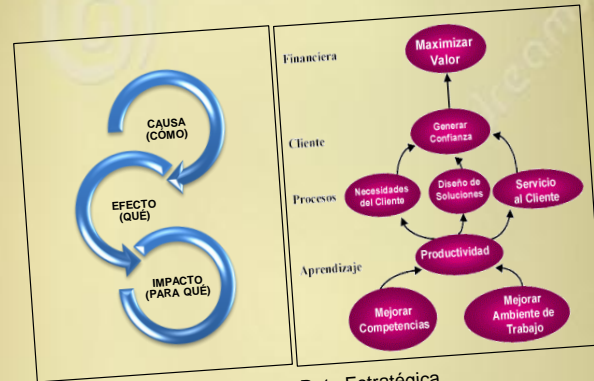 CAUSA
(CÓMO)
EFECTO
(QUÉ)
IMPACTO
(PARA QUÉ)
Financiera
Maximizar
Valor
Cliente
Generar
Confianza
Procesos
Necesidades
del Cliente
Diseño de
Soluciones
Servicio
al Cliente
Aprendizaje
Productividad
Mejorar
Competencias
Mejorar
Ambiente de
Trabajo
Estratégica